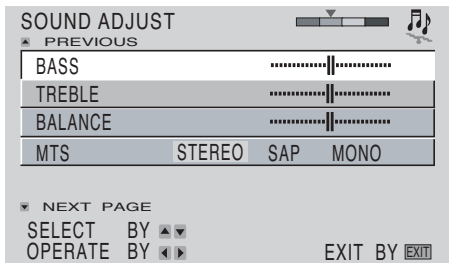 SOUND ADJUST
PREVIOUS
BASS
TREBLE
BALANCE
MTS STEREO SAP MONO
NEXT PAGE
SELECT BY
OPERATE BY
EXIT BY EXIT